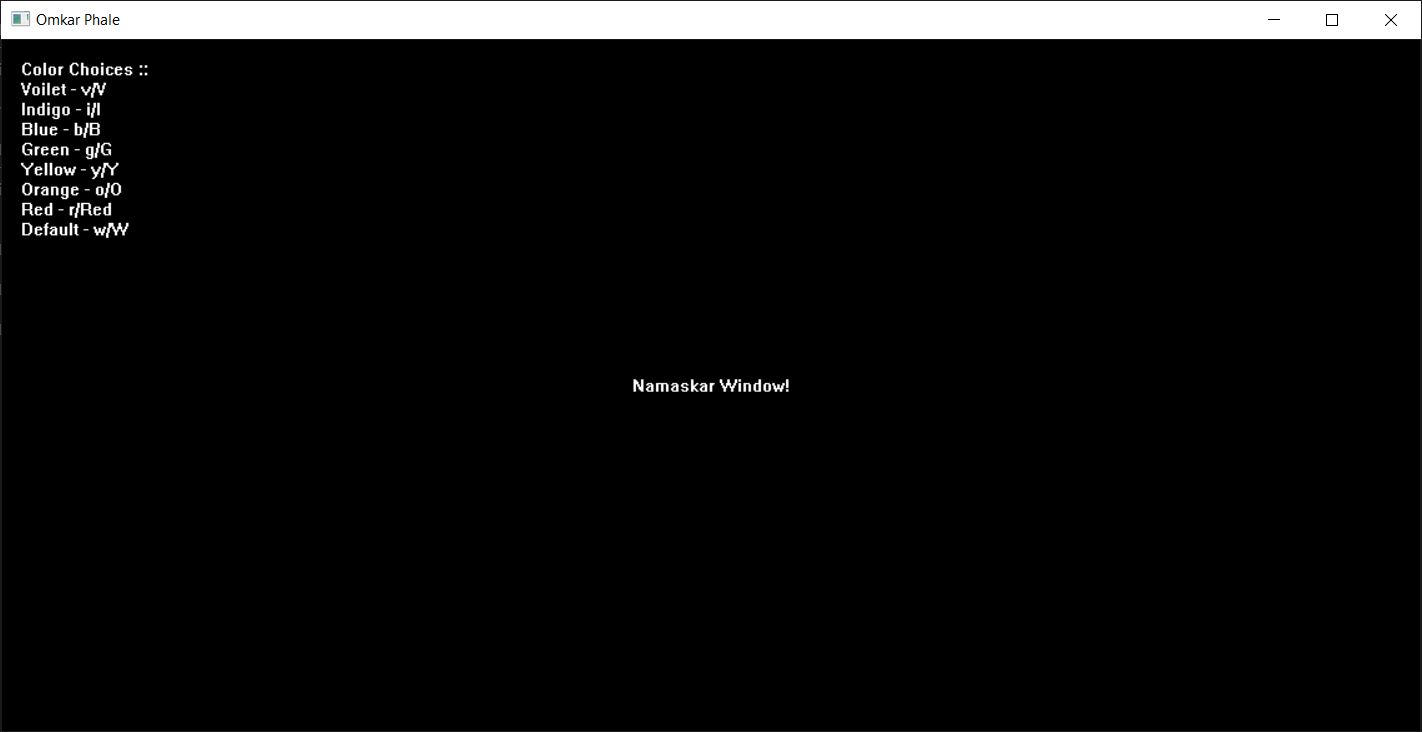 Omkar Phale
Color Choices ::
Voilet - v/V
Indigo - i/I
Blue - b/B
Green - g/G
Yellow - y/Y
Orange - o/O
Red - r/Red
Default - w/W
Namaskar Window!